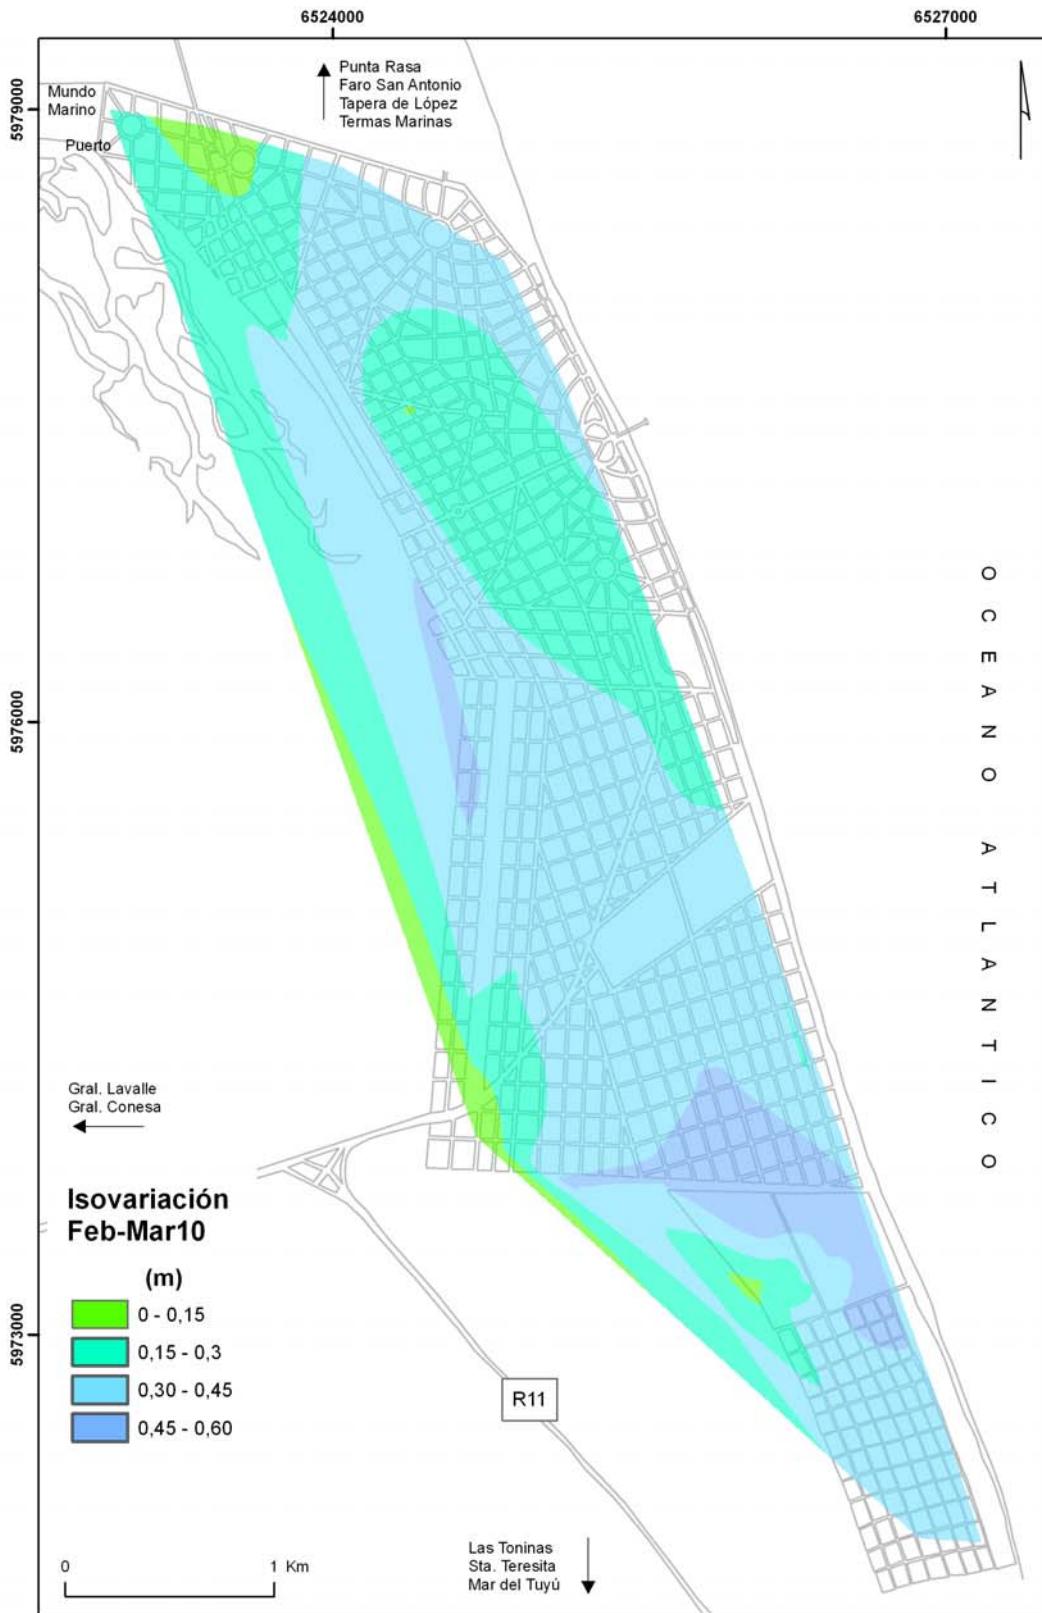 6524000
6527000
5979000
5976000
5973000
Mundo
Marino
Puerto
Punta Rasa
Faro San Antonio
Tapera de López
Termas Marinas
OCEANO ATLANTICO
Gral. Lavalle
Gral. Conesa
Isovariación
Feb-Mar10
(m)
0 - 0,15
0,15 - 0,3
0,30 - 0,45
0,45 - 0,60
R11
0
1 Km
Las Toninas
Sta. Teresita
Mar del Tuyú